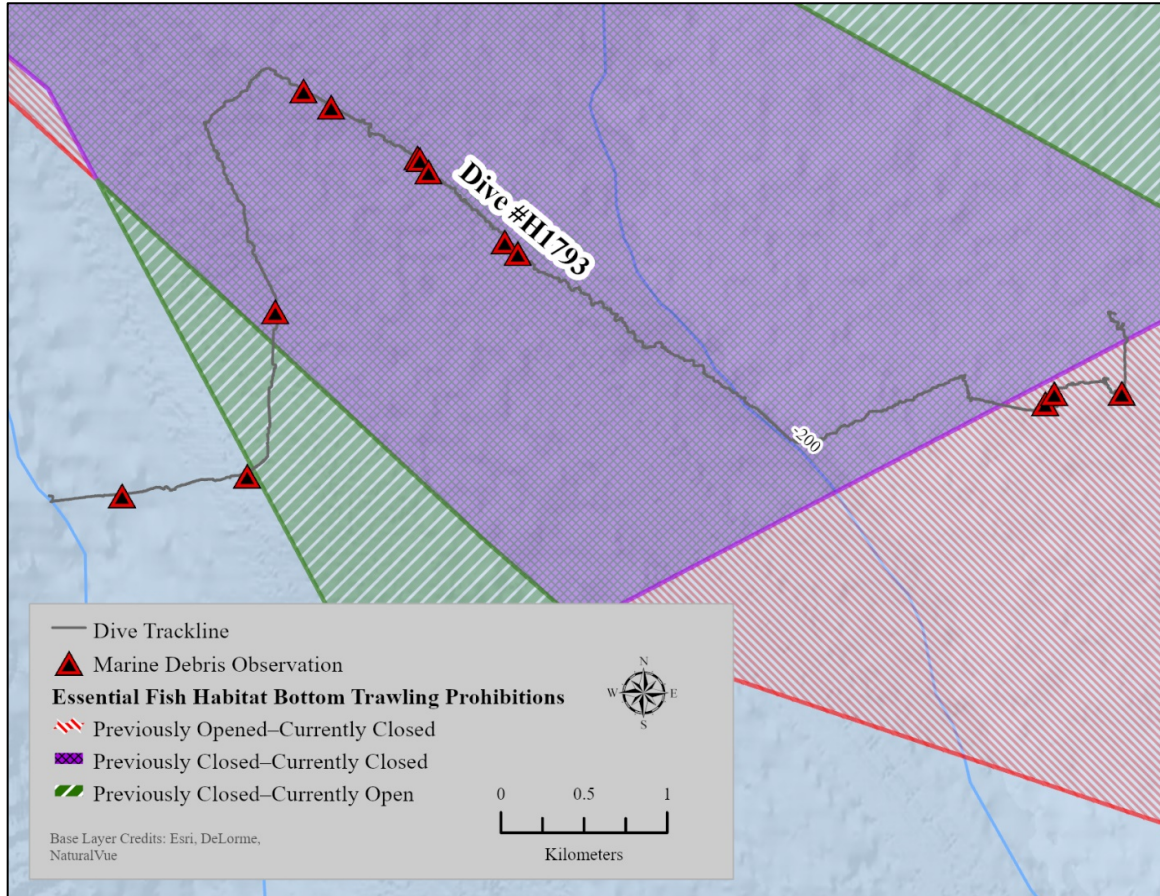 Dive #H1793
-200
Dive Trackline
Marine Debris Observation
Essential Fish Habitat Bottom Trawling Prohibitions
Previously Opened–Currently Closed
Previously Closed–Currently Closed
Previously Closed–Currently Open
N
W E
S
0 0.5 1
Kilometers
Base Layer Credits: Esri, DeLorme,
NaturalVue